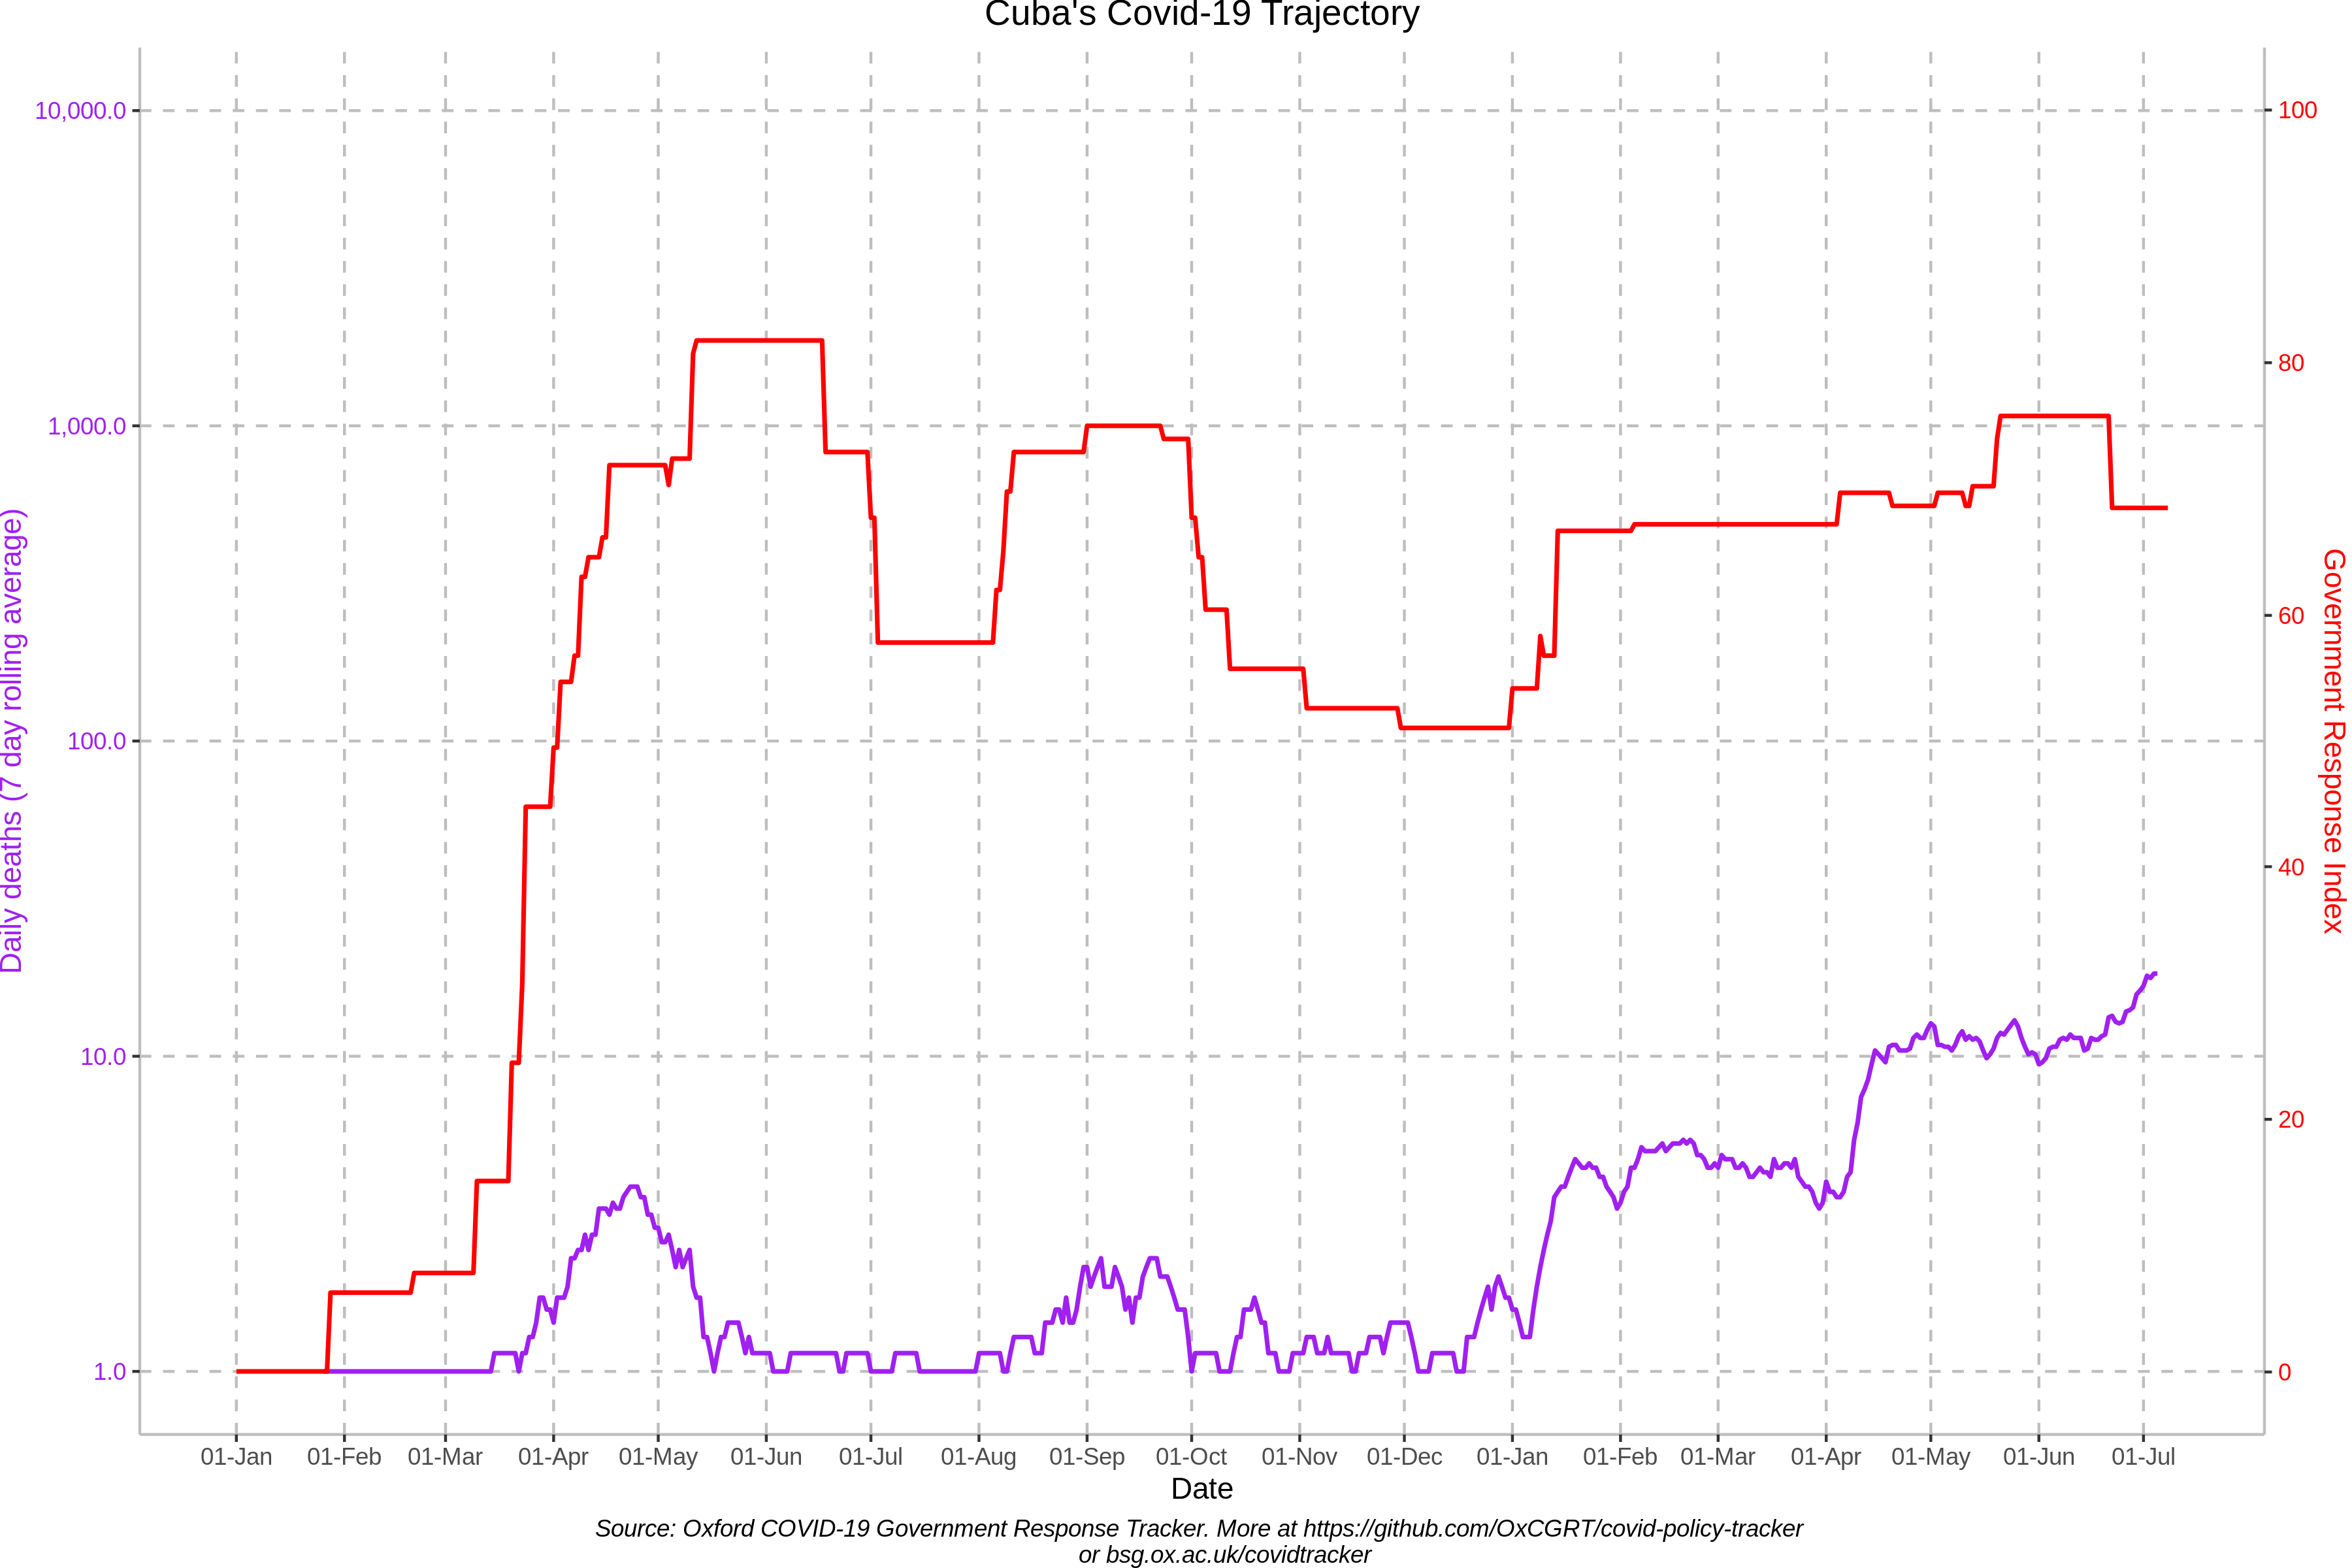 Cuba's Covid-19 Trajectory
10,000.0
1,000.0
100.0
10.0
1.0
Daily deaths (7 day rolling average)
100
80
60
40
20
0
Government Response Index
01-Jan 01-Feb 01-Mar 01-Apr 01-May 01-Jun 01-Jul 01-Aug 01-Sep 01-Oct 01-Nov 01-Dec 01-Jan 01-Feb 01-Mar 01-Apr 01-May 01-Jun 01-Jul
Date
Source: Oxford COVID-19 Government Response Tracker. More at https://github.com/OxCGRT/covid-policy-tracker
or bsg.ox.ac.uk/covidtracker